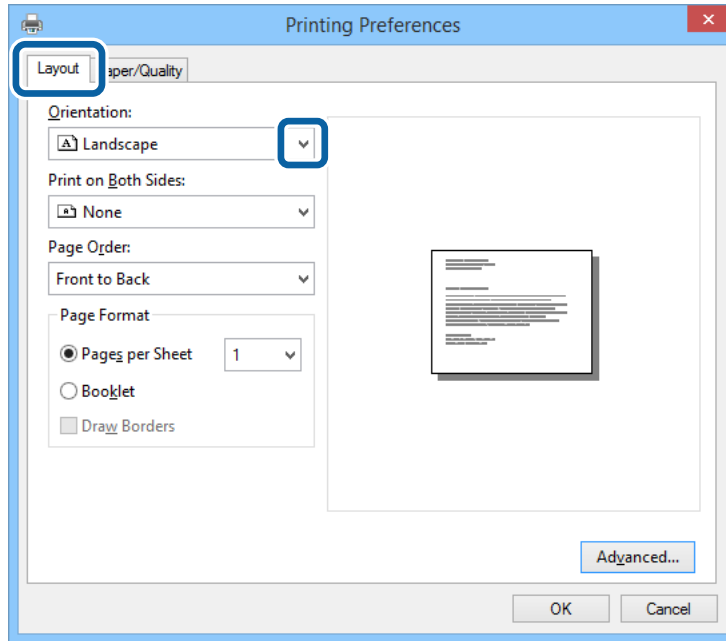 Printing Preferences
Layout
aper/Quality
Orientation:
Landscape
Print on Both Sides:
None
Page Order:
Front to Back
Page Format
Pages per Sheet 1
Booklet
Draw Borders
Advanced...
OK Cancel